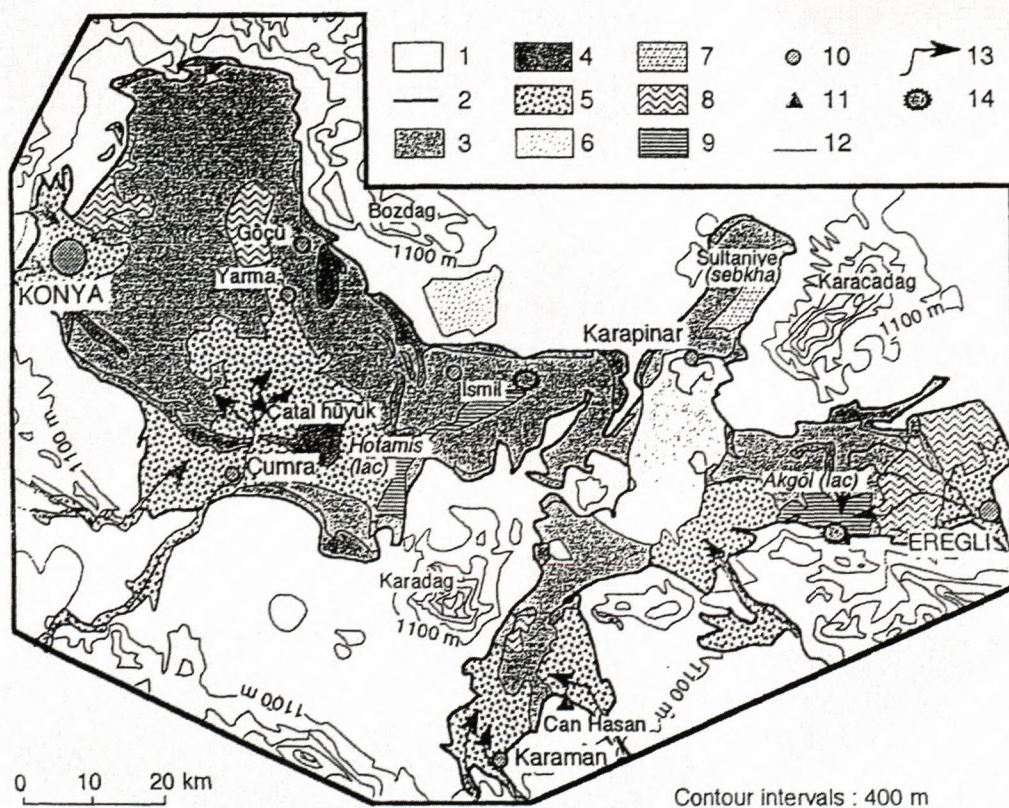 1 4 7 10 13
2 5 8 11 14
3 6 9 12
Bozdag
1100 m
Göçü
Yarma
KONYA
Sultaniye
(sebkha)
Karacadag
1100 m
Karapinar
Ismil
Çatal hüyük
Hotamis
(lac)
Çumra
1100 m
Akgöl (lac)
EREGLI
Karadag
1100 m
1100 m
1100 m
Can Hasan
Karaman
0 10 20 km
Contour intervals : 400 m